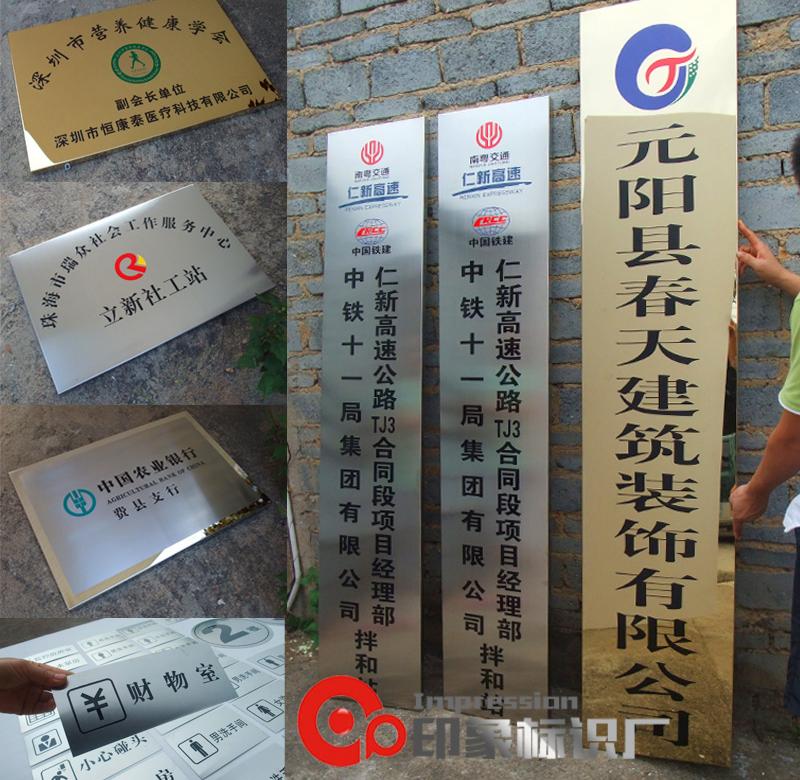 深圳市营养健康学会
副会长单位
深圳市恒康泰医疗科技有限公司
珠海市瑞众社会工作服务中心
立新社工站
中国农业银行
AGRICULTURAL BANK OF CHINA
费县支行
财物室
小心碰头
男洗手间
南粤交通
仁新高速
RENXIN EXPRESSWAY
CRCC
中国铁建
仁新高速公路TJ3合同段项目经理部
中铁十一局集团有限公司
拌和
南粤交通
仁新高速
RENXIN EXPRESSWAY
CRCC
中国铁建
仁新高速公路TJ3合同段项目经理部
中铁十一局集团有限公司
拌和
元阳县春天建筑装饰有限公司
Impression
印象标识厂